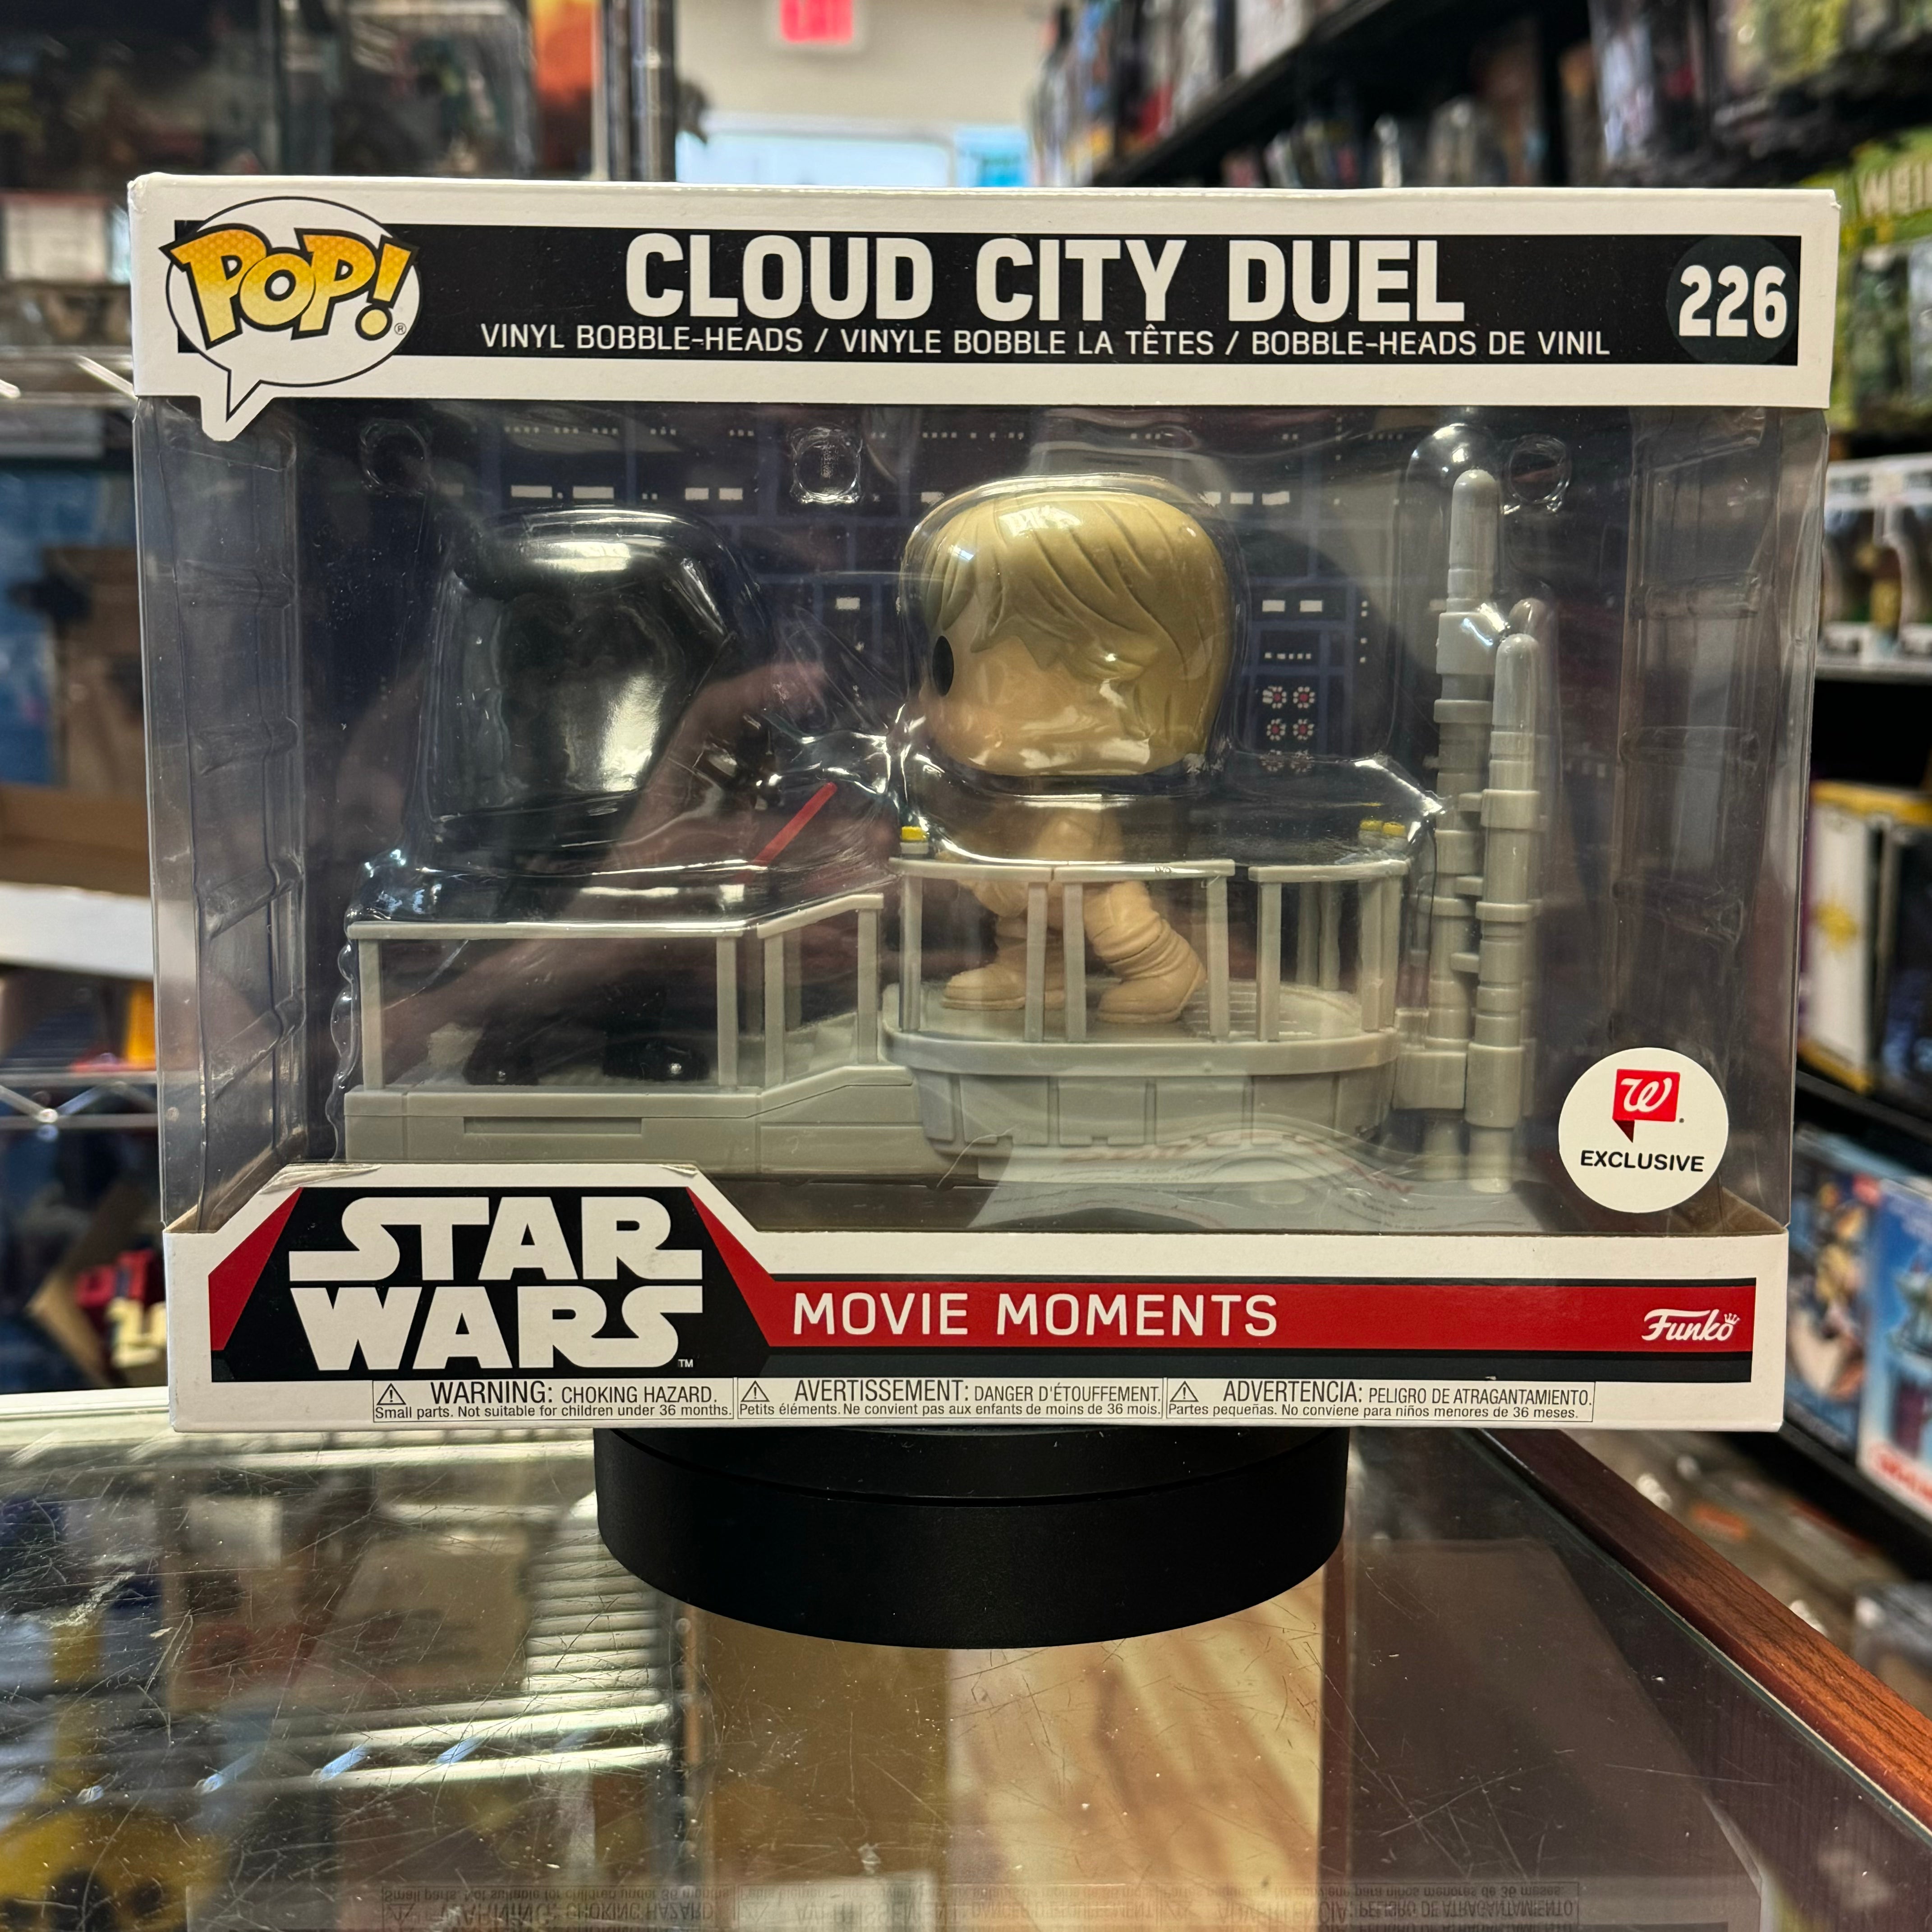 POP!
®
CLOUD CITY DUEL
VINYL BOBBLE-HEADS / VINYLE BOBBLE LA TÊTES / BOBBLE-HEADS DE VINIL
226
W
EXCLUSIVE
STAR
WARS
™
MOVIE MOMENTS
Funko
WARNING: CHOKING HAZARD.
Small parts. Not suitable for children under 36 months.
AVERTISSEMENT: DANGER D'ÉTOUFFEMENT.
Petits éléments. Ne convient pas aux enfants de moins de 36 mois.
ADVERTENCIA: PELIGRO DE ATRAGANTAMIENTO.
Partes pequeñas. No conviene para niños menores de 36 meses.